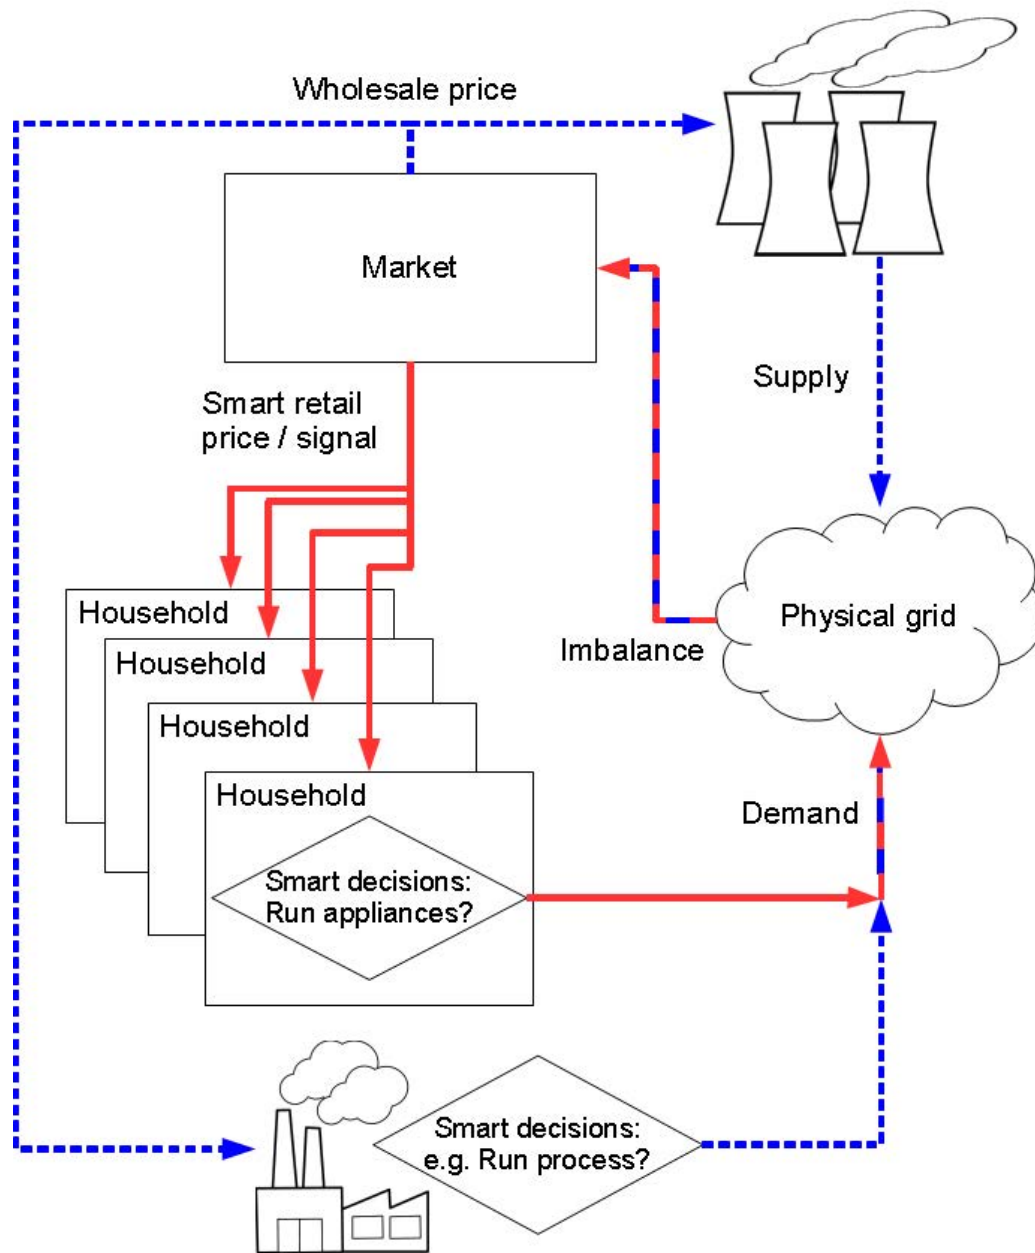 Wholesale price
Market
Supply
Smart retail
price / signal
Household
Household
Household
Household
Physical grid
Imbalance
Demand
Smart decisions:
Run appliances?
Smart decisions:
e.g. Run process?